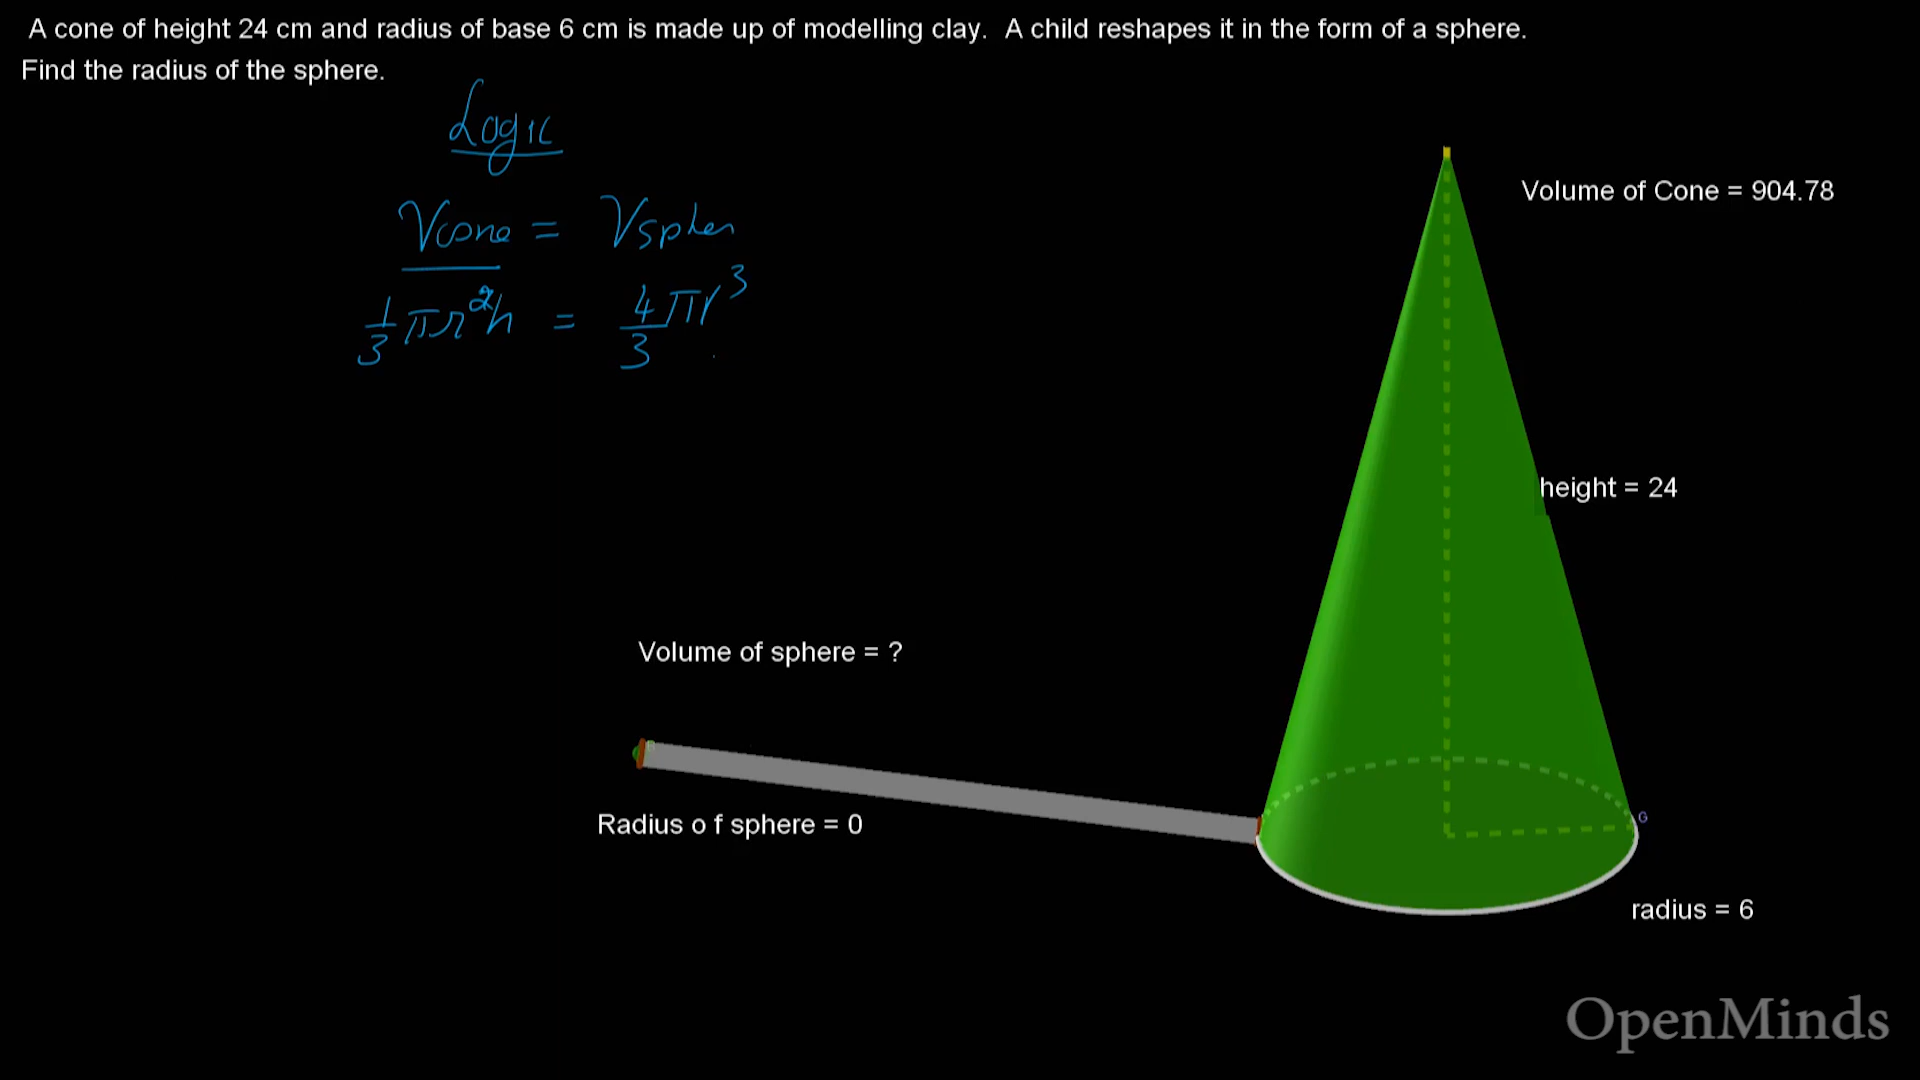 A cone of height 24 cm and radius of base 6 cm is made up of modelling clay. A child reshapes it in the form of a sphere.
Find the radius of the sphere.
Logic
Vcone = Vspher
1/3 πr²h = 4/3 πr³
Volume of Cone = 904.78
height = 24
Volume of sphere = ?
Radius o f sphere = 0
G
radius = 6
OpenMinds